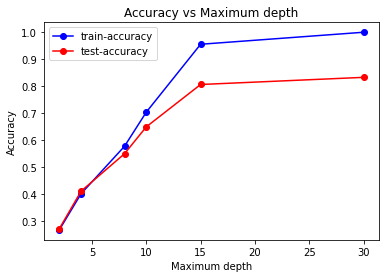 Accuracy vs Maximum depth
train-accuracy
test-accuracy
1.0
0.9
0.8
0.7
0.6
0.5
0.4
0.3
Accuracy
5 10 15 20 25 30
Maximum depth